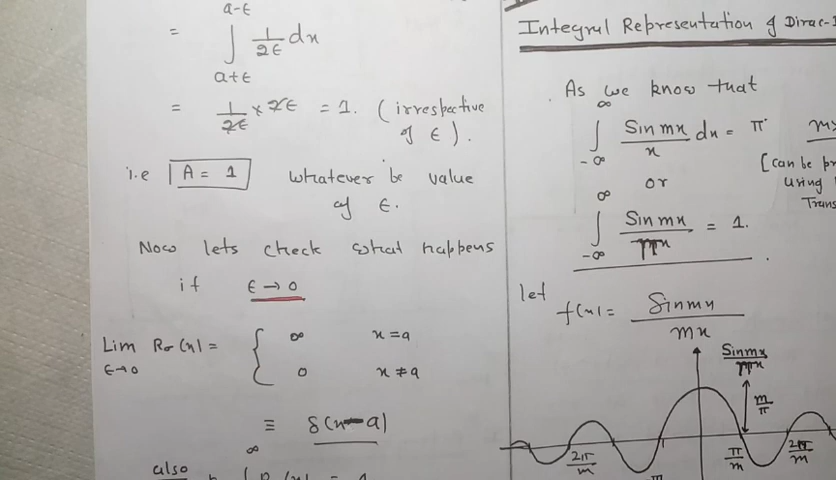 = ∫ 1/2ϵ dx
a-ϵ
a+ϵ
= 1/2ϵ × 2ϵ = 1. (irrespective
of ϵ).
i.e A = 1 whatever be value
of ϵ.
Now lets check what happens
if ϵ → 0
Lim Rσ(x) = { ∞ x = a
ϵ→0 0 x ≠ a
≡ δ(x-a)
also
∞
Integral Representation of Dirac-
As we know that
∞
∫ Sin mx / x dx = π
-∞
[can be
using
or
Trans
∞
∫ Sin mx / πx = 1.
-∞
let
f(x) = Sin mx / mx
Sin mx / πx
m/π
2π/m
π/m
2π/m
π